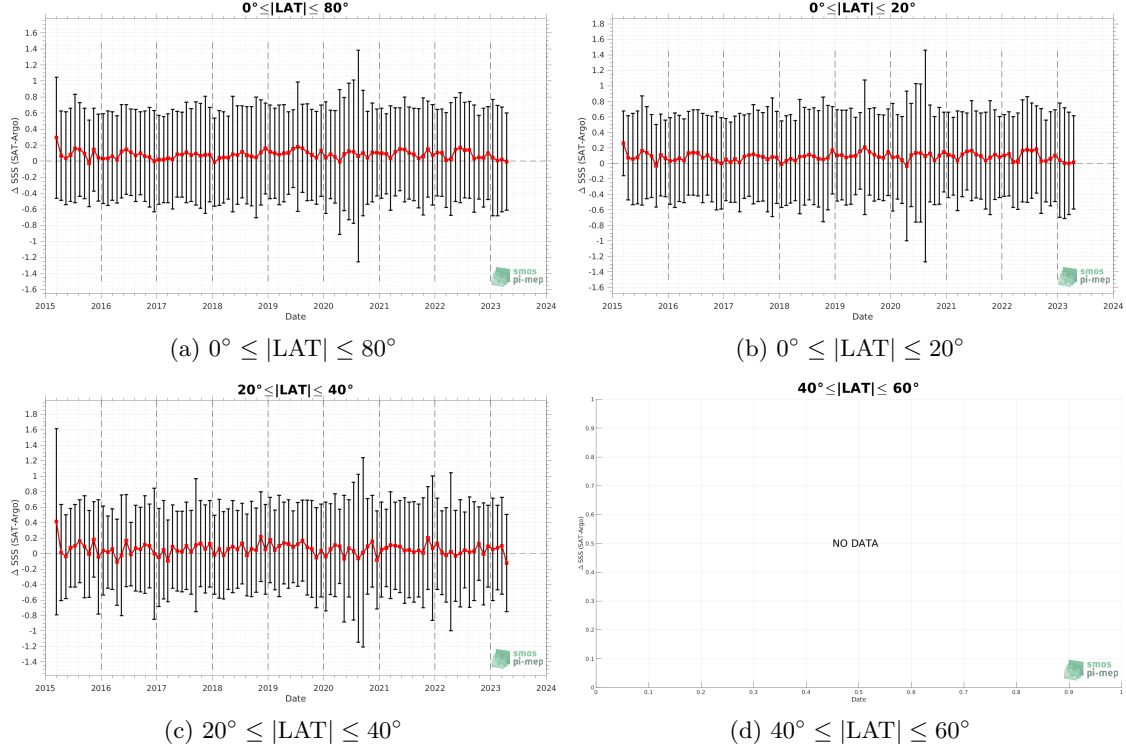 0°≤|LAT|≤ 80°
Δ SSS (SAT-Argo)
1.6
1.4
1.2
1
0.8
0.6
0.4
0.2
0
-0.2
-0.4
-0.6
-0.8
-1
-1.2
-1.4
-1.6
2015 2016 2017 2018 2019 2020 2021 2022 2023 2024
Date
smos
pi-mep
(a) 0° ≤ |LAT| ≤ 80°
0°≤|LAT|≤ 20°
Δ SSS (SAT-Argo)
1.6
1.4
1.2
1
0.8
0.6
0.4
0.2
0
-0.2
-0.4
-0.6
-0.8
-1
-1.2
-1.4
-1.6
2015 2016 2017 2018 2019 2020 2021 2022 2023 2024
Date
smos
pi-mep
(b) 0° ≤ |LAT| ≤ 20°
20°≤|LAT|≤ 40°
Δ SSS (SAT-Argo)
1.8
1.6
1.4
1.2
1
0.8
0.6
0.4
0.2
0
-0.2
-0.4
-0.6
-0.8
-1
-1.2
-1.4
2015 2016 2017 2018 2019 2020 2021 2022 2023 2024
Date
smos
pi-mep
(c) 20° ≤ |LAT| ≤ 40°
40°≤|LAT|≤ 60°
Δ SSS (SAT-Argo)
1
0.9
0.8
0.7
0.6
0.5
0.4
0.3
0.2
0.1
0
NO DATA
0 0.1 0.2 0.3 0.4 0.5 0.6 0.7 0.8 0.9 1
Date
smos
pi-mep
(d) 40° ≤ |LAT| ≤ 60°